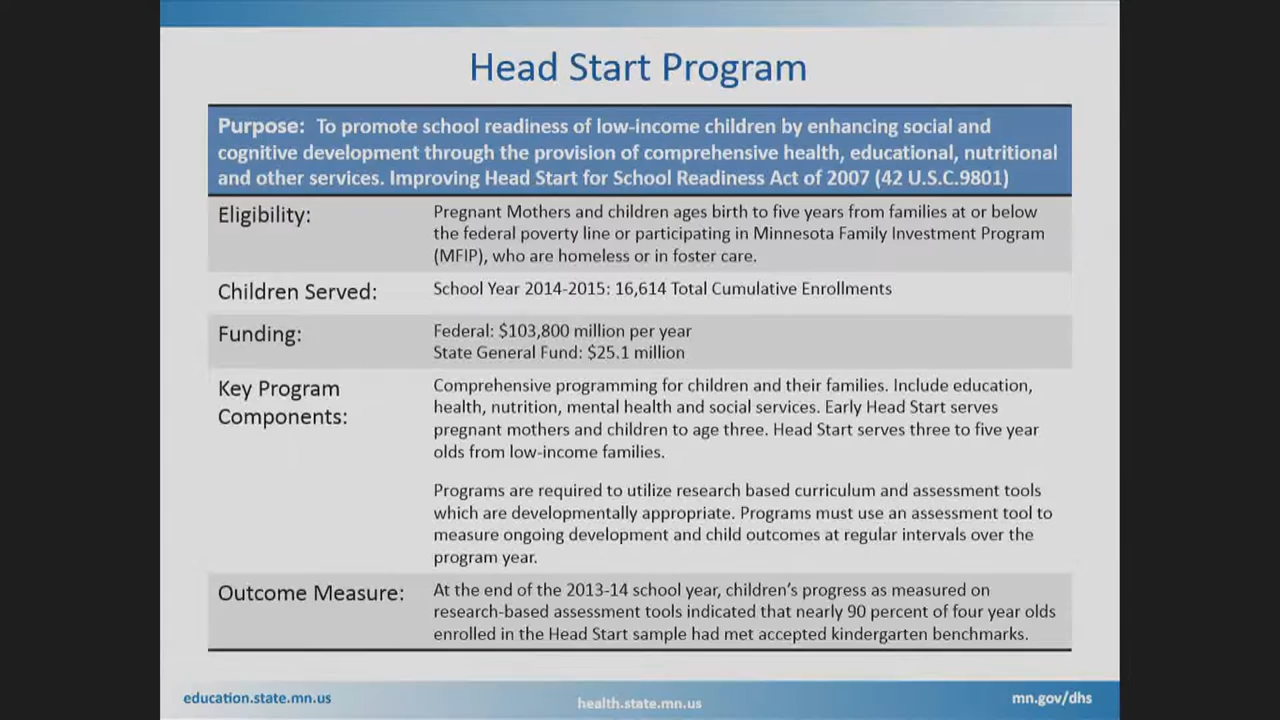 Head Start Program
Purpose: To promote school readiness of low-income children by enhancing social and
cognitive development through the provision of comprehensive health, educational, nutritional
and other services. Improving Head Start for School Readiness Act of 2007 (42 U.S.C.9801)
Eligibility:
Pregnant Mothers and children ages birth to five years from families at or below
the federal poverty line or participating in Minnesota Family Investment Program
(MFIP), who are homeless or in foster care.
Children Served:
School Year 2014-2015: 16,614 Total Cumulative Enrollments
Funding:
Federal: $103,800 million per year
State General Fund: $25.1 million
Key Program
Components:
Comprehensive programming for children and their families. Include education,
health, nutrition, mental health and social services. Early Head Start serves
pregnant mothers and children to age three. Head Start serves three to five year
olds from low-income families.
Programs are required to utilize research based curriculum and assessment tools
which are developmentally appropriate. Programs must use an assessment tool to
measure ongoing development and child outcomes at regular intervals over the
program year.
Outcome Measure:
At the end of the 2013-14 school year, children's progress as measured on
research-based assessment tools indicated that nearly 90 percent of four year olds
enrolled in the Head Start sample had met accepted kindergarten benchmarks.
education.state.mn.us
health.state.mn.us
mn.gov/dhs